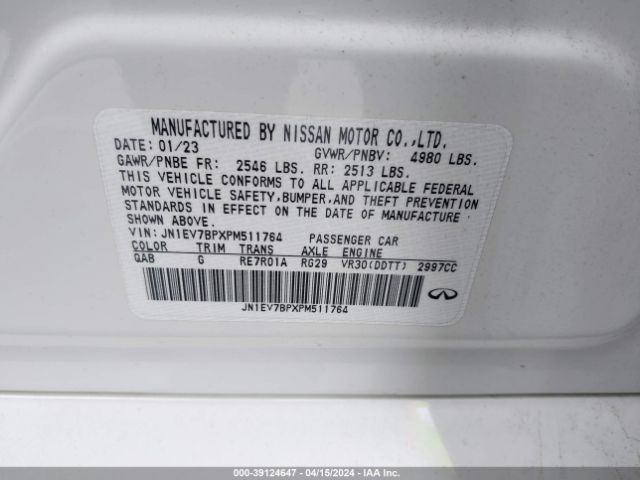 MANUFACTURED BY NISSAN MOTOR CO.,LTD.
DATE: 01/23 GVWR/PNBV: 4980 LBS.
GAWR/PNBE FR: 2546 LBS. RR: 2513 LBS.
THIS VEHICLE CONFORMS TO ALL APPLICABLE FEDERAL
MOTOR VEHICLE SAFETY,BUMPER,AND THEFT PREVENTION
STANDARDS IN EFFECT ON THE DATE OF MANUFACTURE
SHOWN ABOVE.
VIN: JN1EV7BPXPM511764 PASSENGER CAR
COLOR TRIM TRANS AXLE ENGINE
QAB G RE7R01A RG29 VR30(DDTT) 2997CC
JN1EV7BPXPM511764
000-39124647 - 04/15/2024 - COPART.COM